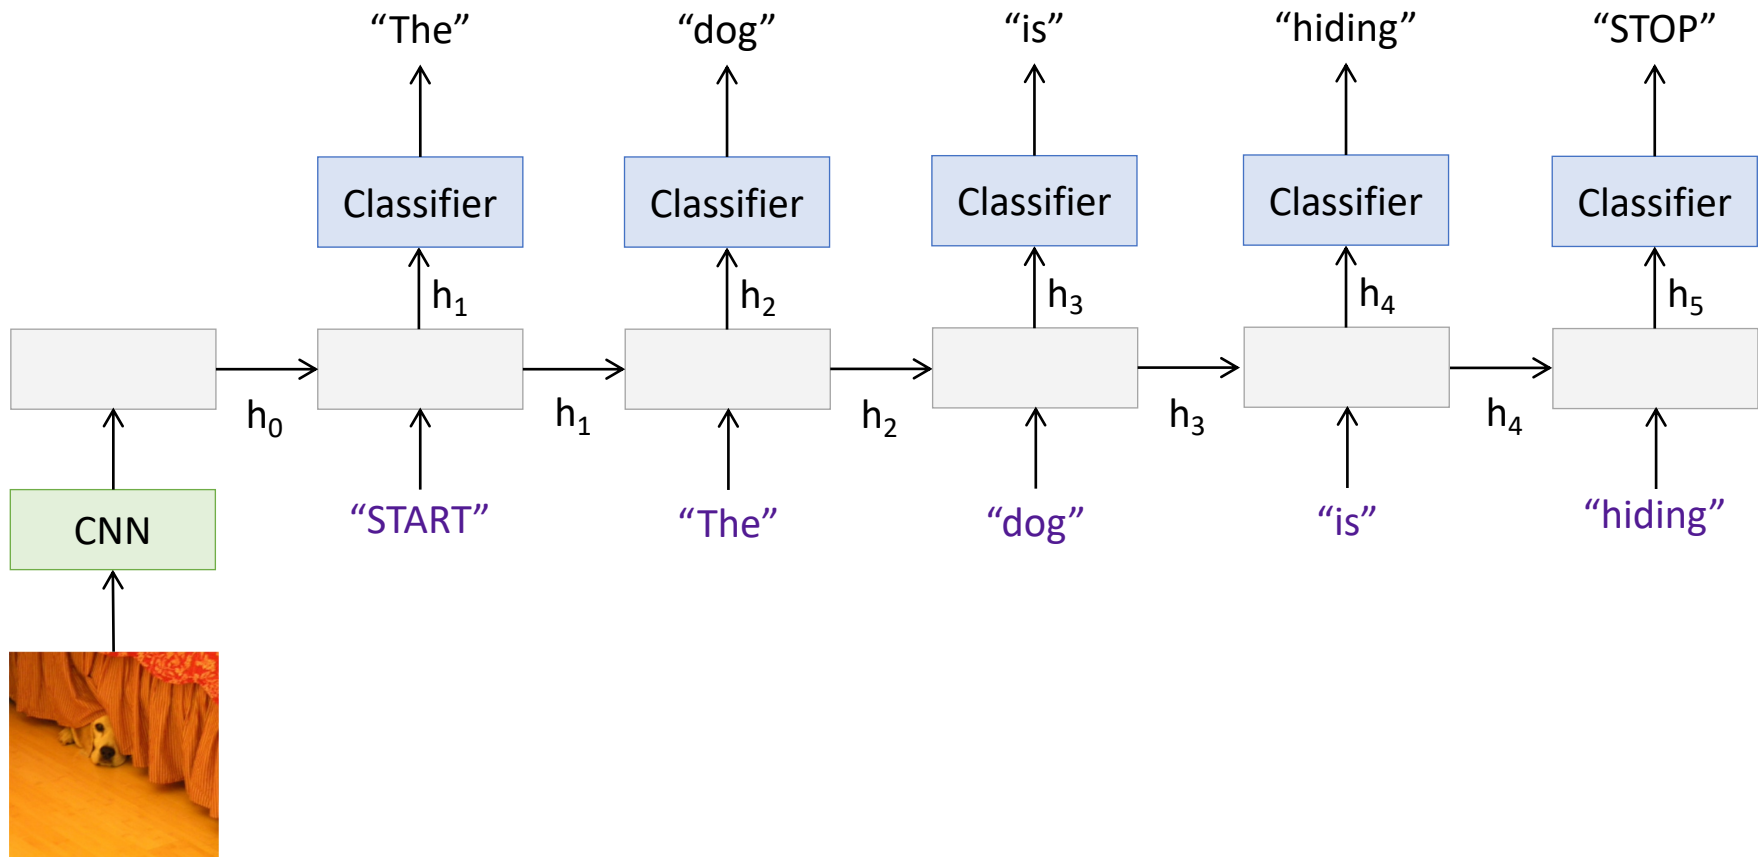 “The” “dog” “is” “hiding” “STOP”
Classifier Classifier Classifier Classifier Classifier
h₁ h₂ h₃ h₄ h₅
h₀ h₁ h₂ h₃ h₄
CNN “START” “The” “dog” “is” “hiding”